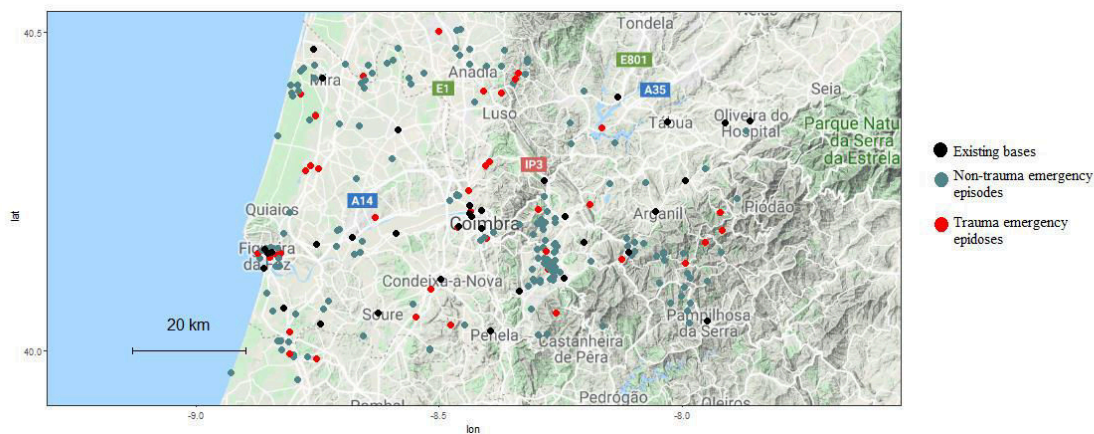 40.5
40.0
lat
-9.0
-8.5
-8.0
lon
20 km
Tondela
E801
Anadia
Mira
E1
A35
Seia
Luso
Tábua
Oliveira do
Hospital
Parque Natu
da Serra
da Estrela
IP3
A14
Quiaios
Coimbra
Arganil
Piódão
Figueira
da Foz
Condeixa-a-Nova
Soure
Penela
Pampilhosa
da Serra
Castanheira
de Pêra
Pombal
Pedrógão
Oleiros
Existing bases
Non-trauma emergency
episodes
Trauma emergency
epidoses